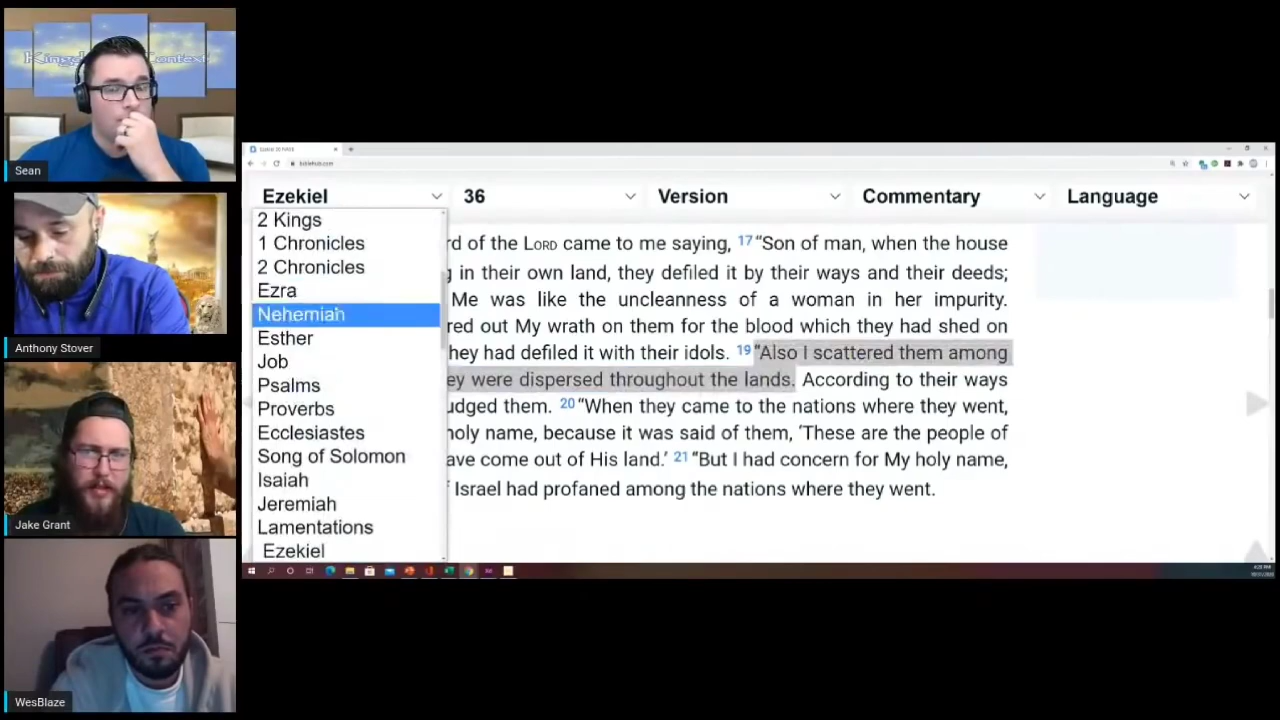 Kingdom Context
Sean
Anthony Stover
Jake Grant
WesBlaze
biblehub.com
Ezekiel
36
Version
Commentary
Language
2 Kings
1 Chronicles
2 Chronicles
Ezra
Nehemiah
Esther
Job
Psalms
Proverbs
Ecclesiastes
Song of Solomon
Isaiah
Jeremiah
Lamentations
Ezekiel
rd of the LORD came to me saying, 17 “Son of man, when the house
g in their own land, they defiled it by their ways and their deeds;
Me was like the uncleanness of a woman in her impurity.
red out My wrath on them for the blood which they had shed on
hey had defiled it with their idols. 19 “Also I scattered them among
ey were dispersed throughout the lands. According to their ways
udged them. 20 “When they came to the nations where they went,
holy name, because it was said of them, ‘These are the people of
ave come out of His land.’ 21 “But I had concern for My holy name,
f Israel had profaned among the nations where they went.